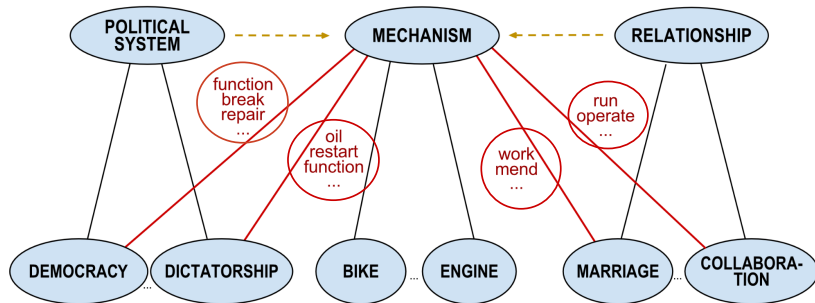 POLITICAL
SYSTEM
MECHANISM
RELATIONSHIP
function
break
repair
...
oil
restart
function
...
work
mend
...
run
operate
...
DEMOCRACY
...
DICTATORSHIP
BIKE
...
ENGINE
MARRIAGE
...
COLLABORA-
TION